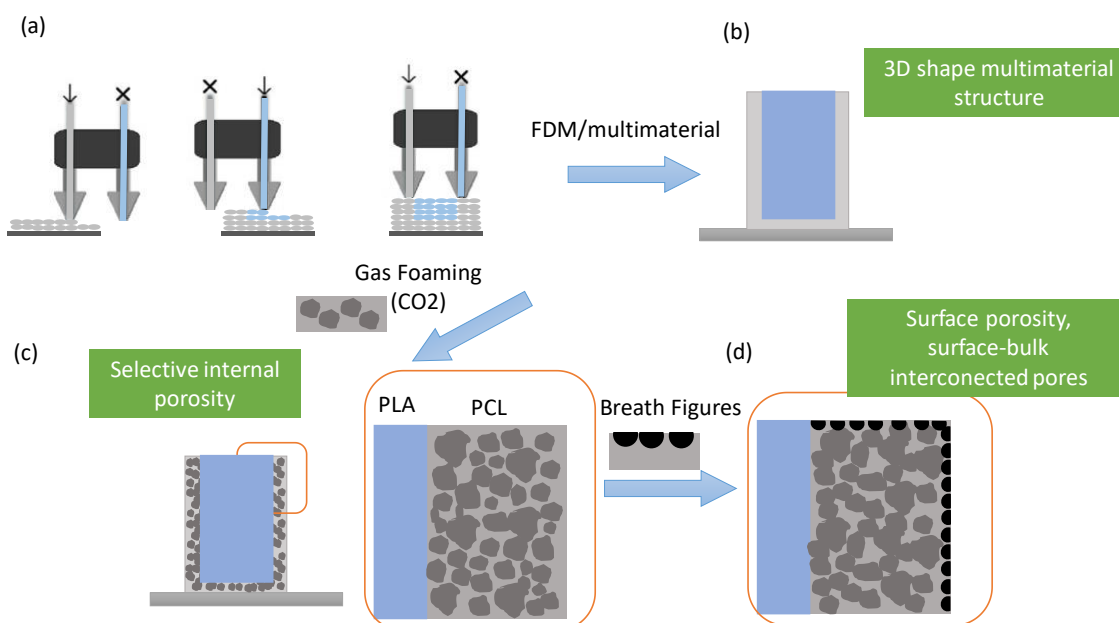 (a)
FDM/multimaterial
(b)
3D shape multimaterial
structure
Gas Foaming
(CO2)
(c)
Selective internal
porosity
PLA
PCL
Breath Figures
(d)
Surface porosity,
surface-bulk
interconected pores